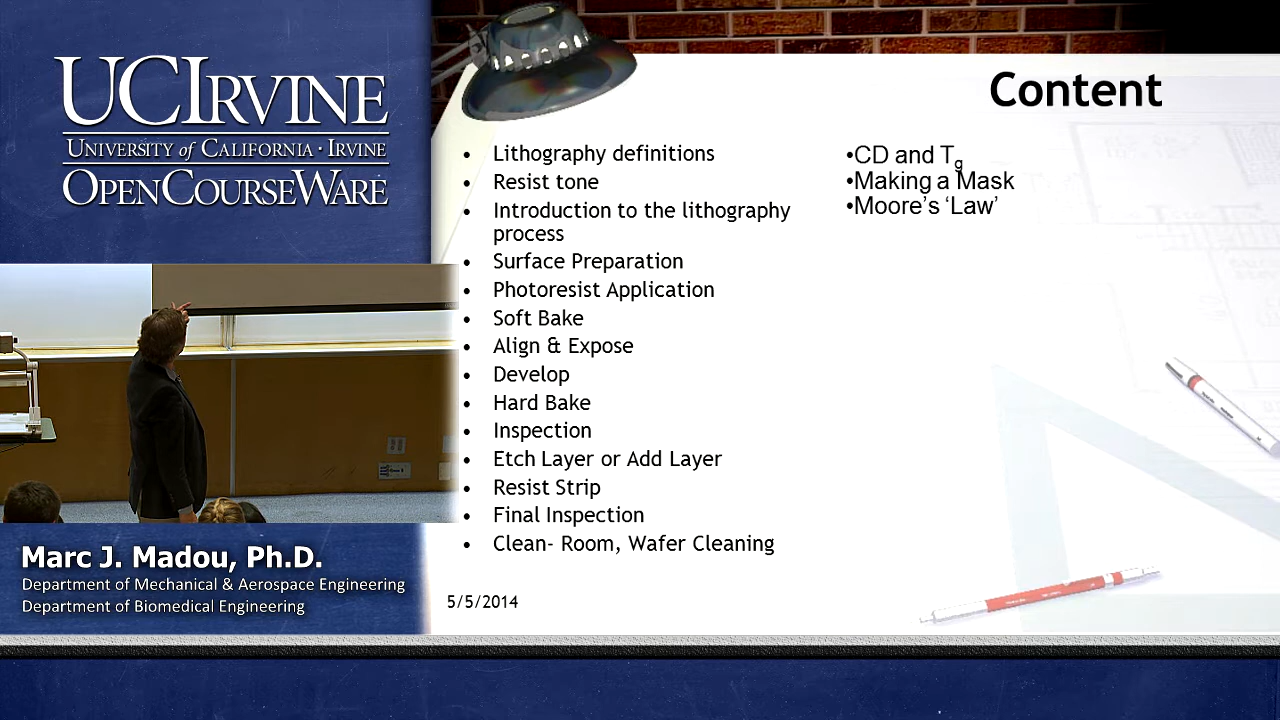 UCIRVINE
UNIVERSITY of CALIFORNIA · IRVINE
OPENCOURSEWARE
Content
• Lithography definitions
• Resist tone
• Introduction to the lithography
process
• Surface Preparation
• Photoresist Application
• Soft Bake
• Align & Expose
• Develop
• Hard Bake
• Inspection
• Etch Layer or Add Layer
• Resist Strip
• Final Inspection
• Clean- Room, Wafer Cleaning
•CD and Tg
•Making a Mask
•Moore’s ‘Law’
5/5/2014
Marc J. Madou, Ph.D.
Department of Mechanical & Aerospace Engineering
Department of Biomedical Engineering